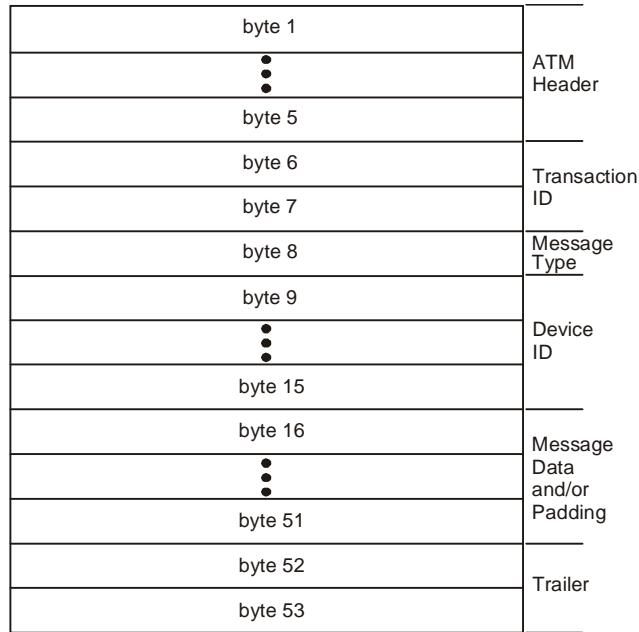 byte 1
ATM
Header
byte 5
byte 6
Transaction
ID
byte 7
byte 8
Message
Type
byte 9
Device
ID
byte 15
byte 16
Message
Data
and/or
Padding
byte 51
byte 52
Trailer
byte 53